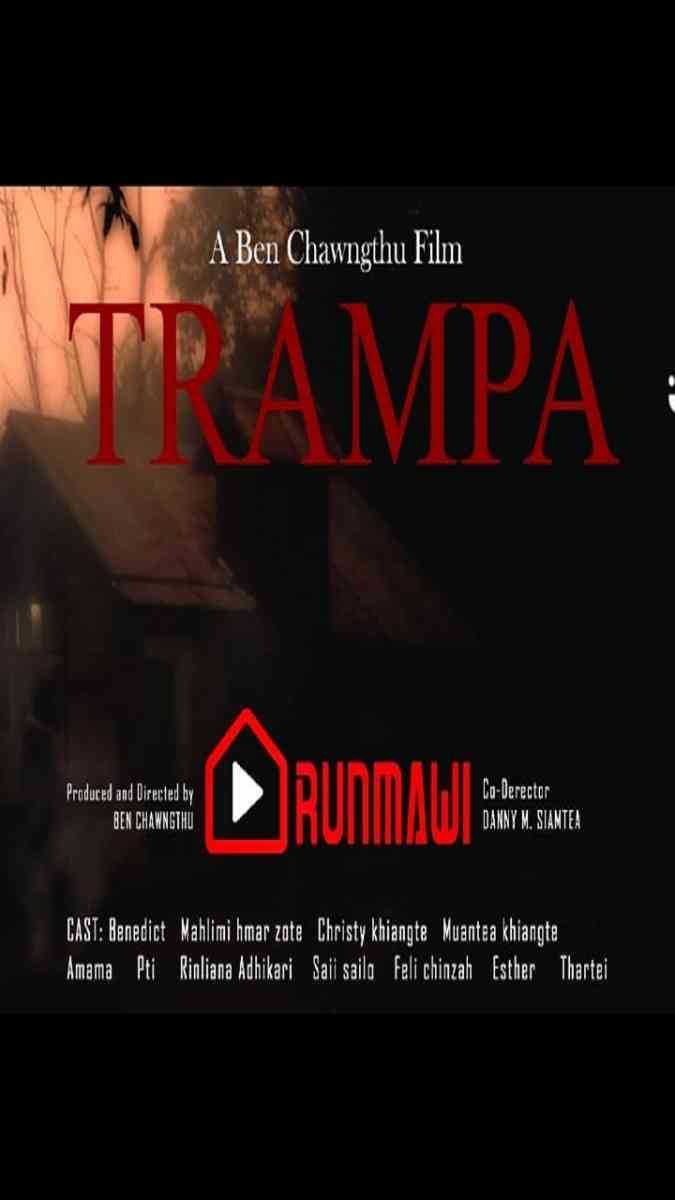 A Ben Chawngthu Film
TRAMPA
Produced and Directed by
BEN CHAWNGTHU
RUNMAWI
Co-Derector
DANNY M. SIAMTEA
CAST: Benedict Mahlimi hmar zote Christy khiangte Muantea khiangte
Amama Pti Rinliana Adhikari Saii sailo Feli chinzah Esther Thartei